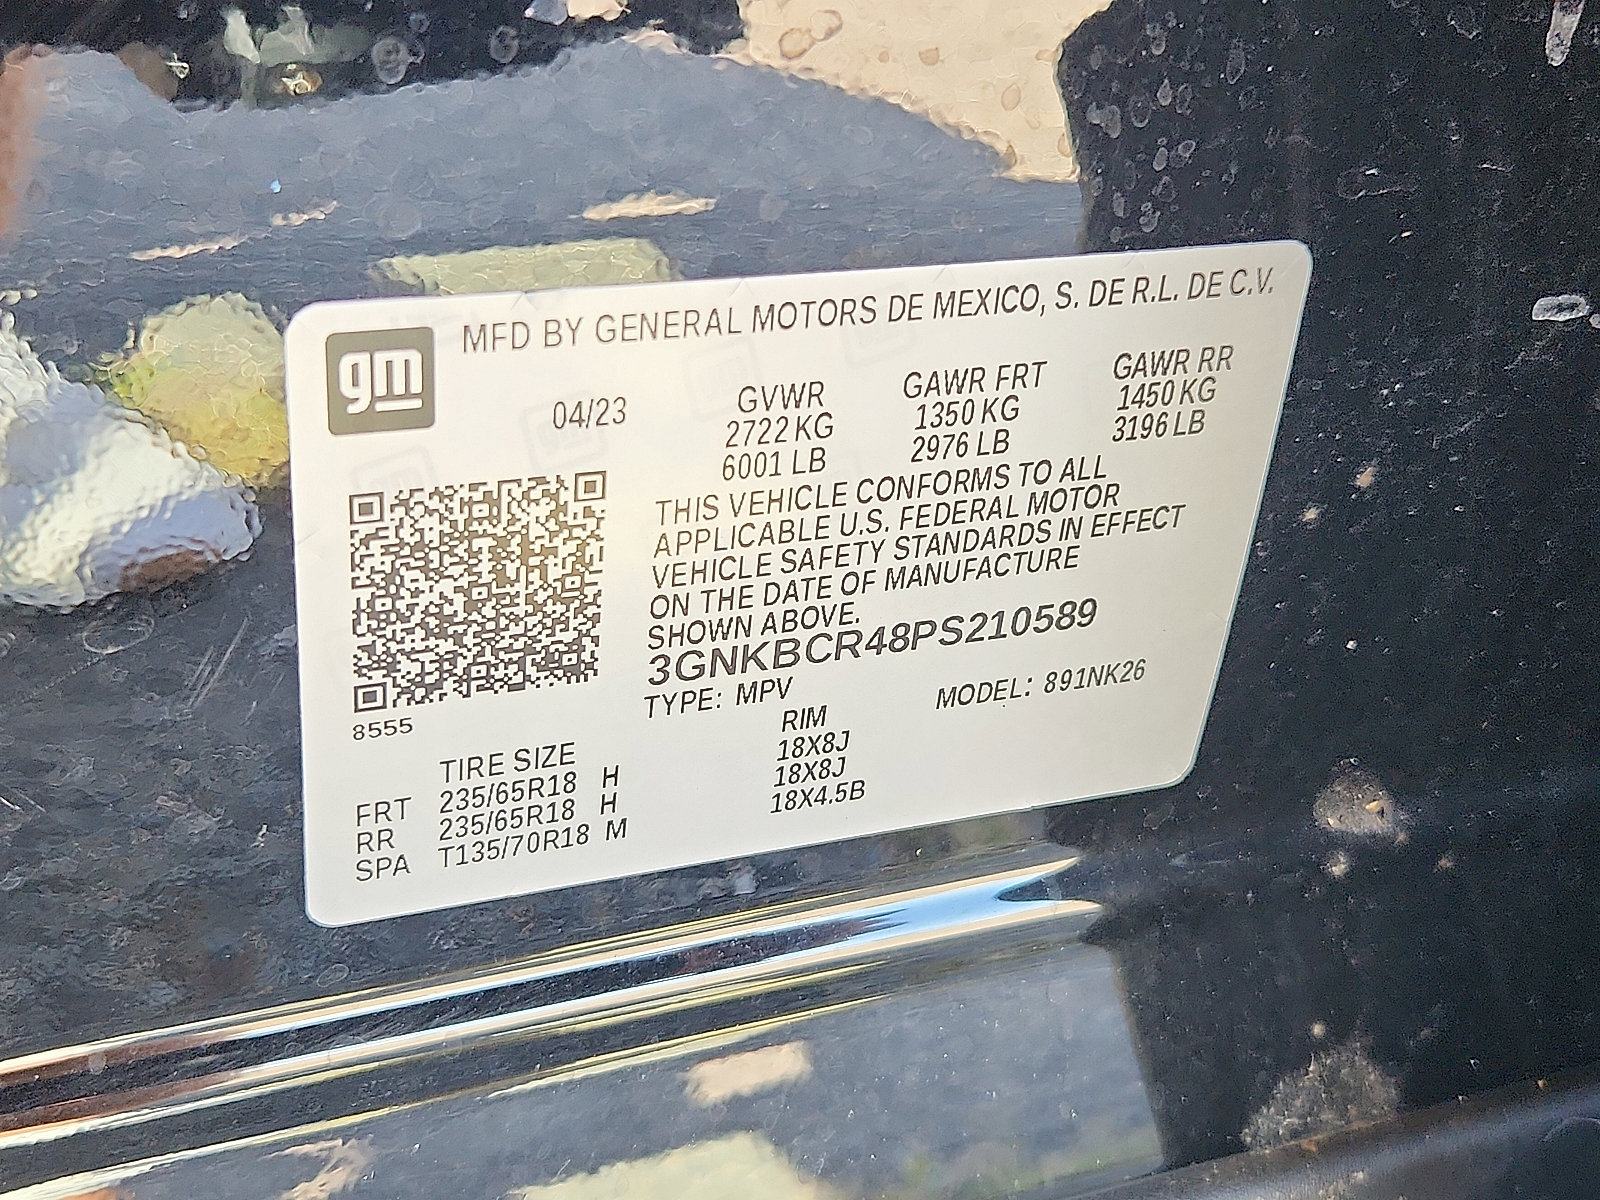 gm
MFD BY GENERAL MOTORS DE MEXICO, S. DE R.L. DE C.V.
04/23
GVWR GAWR FRT GAWR RR
2722 KG 1350 KG 1450 KG
6001 LB 2976 LB 3196 LB
THIS VEHICLE CONFORMS TO ALL
APPLICABLE U.S. FEDERAL MOTOR
VEHICLE SAFETY STANDARDS IN EFFECT
ON THE DATE OF MANUFACTURE
SHOWN ABOVE.
3GNKBCR48PS210589
TYPE: MPV MODEL: 891NK26
8555
TIRE SIZE RIM
FRT 235/65R18 H 18X8J
RR 235/65R18 H 18X8J
SPA T135/70R18 M 18X4.5B